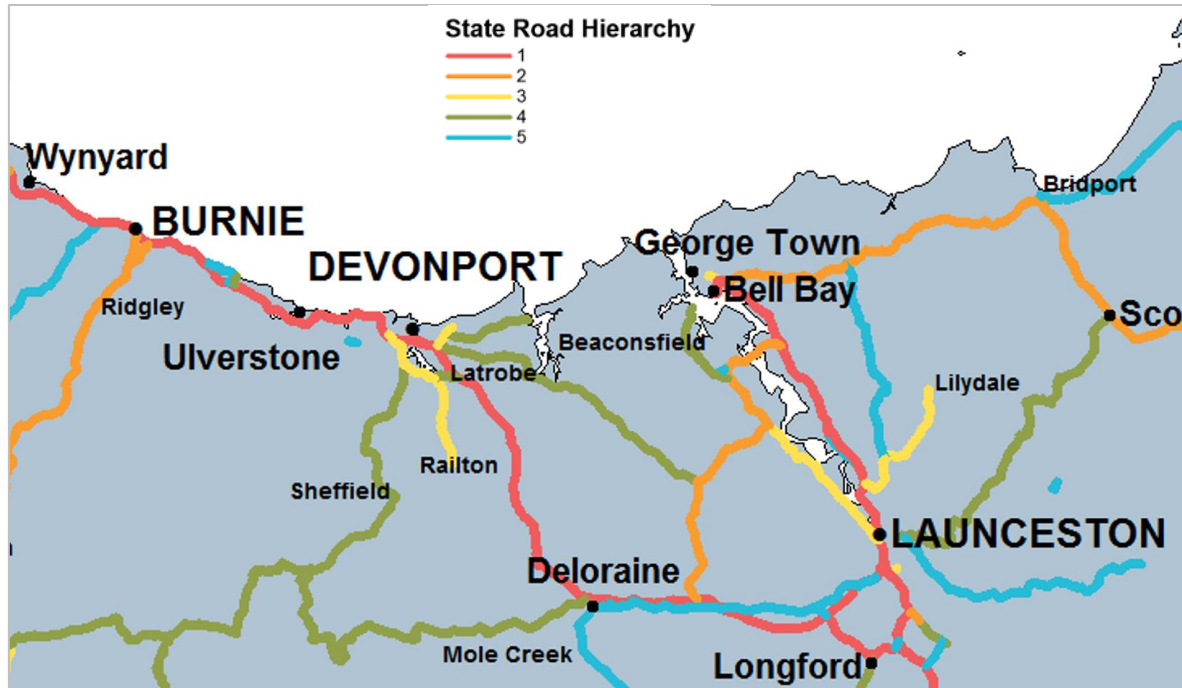 State Road Hierarchy
1
2
3
4
5
Wynyard
BURNIE
Bridport
George Town
DEVONPORT
Bell Bay
Ridgley
Sco
Beaconsfield
Ulverstone
Latrobe
Lilydale
Railton
Sheffield
LAUNCESTON
Deloraine
Mole Creek
Longford